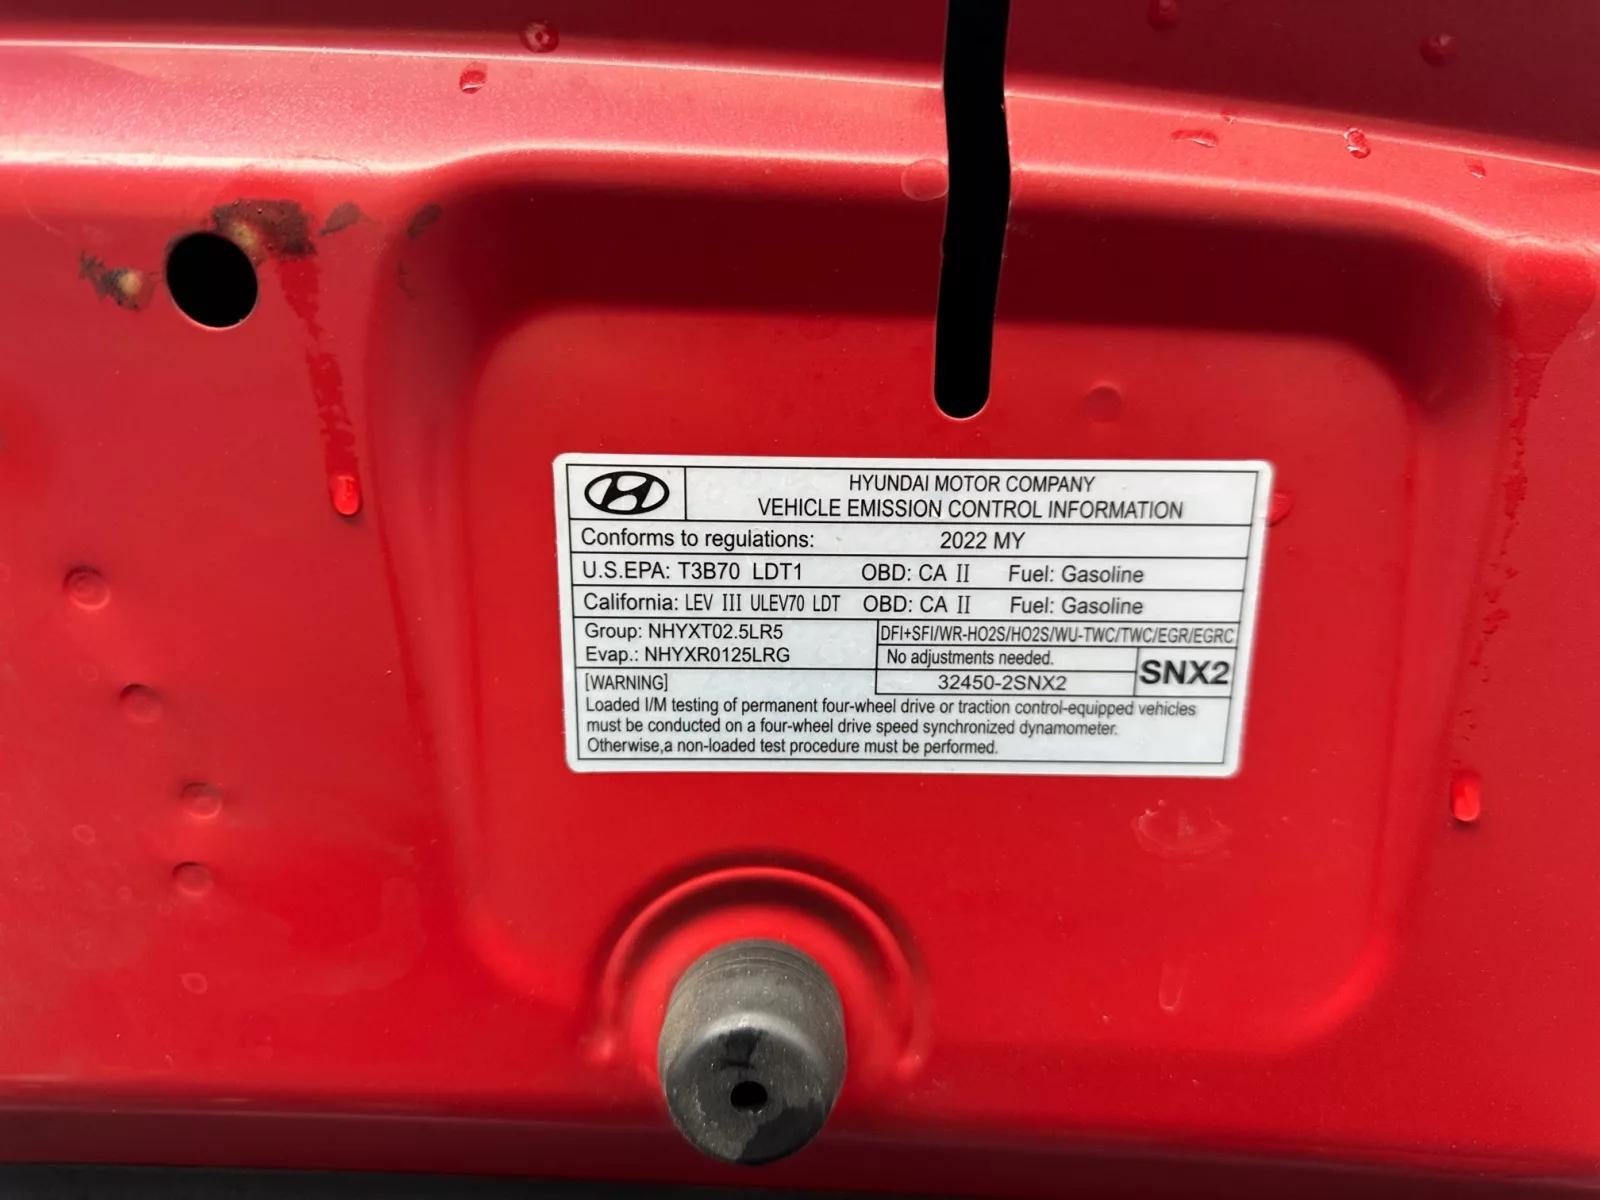 HYUNDAI MOTOR COMPANY
VEHICLE EMISSION CONTROL INFORMATION
Conforms to regulations: 2022 MY
U.S.EPA: T3B70 LDT1 OBD: CA II Fuel: Gasoline
California: LEV III ULEV70 LDT OBD: CA II Fuel: Gasoline
Group: NHYXT02.5LR5
Evap.: NHYXR0125LRG
DFI+SFI/WR-HO2S/HO2S/WU-TWC/TWC/EGR/EGRC
No adjustments needed.
32450-2SNX2
SNX2
[WARNING]
Loaded I/M testing of permanent four-wheel drive or traction control-equipped vehicles
must be conducted on a four-wheel drive speed synchronized dynamometer.
Otherwise,a non-loaded test procedure must be performed.